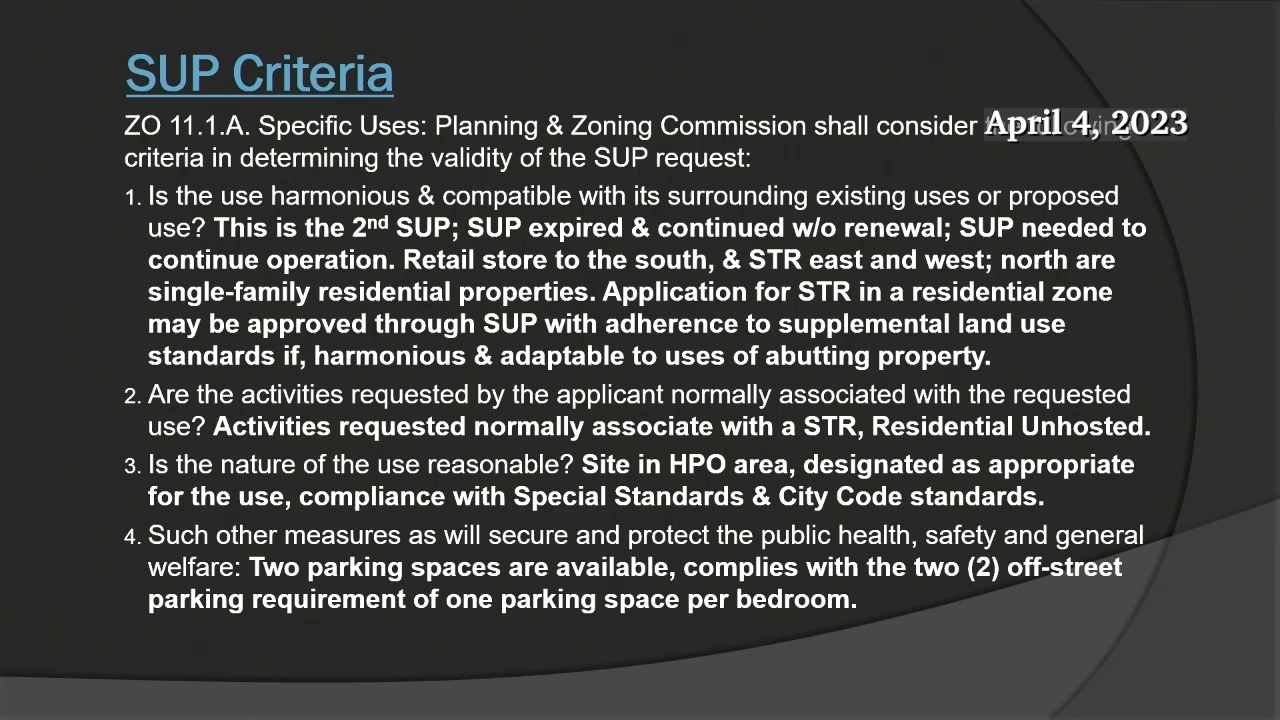 SUP Criteria
ZO 11.1.A. Specific Uses: Planning & Zoning Commission shall consider
April 4, 2023
criteria in determining the validity of the SUP request:
1. Is the use harmonious & compatible with its surrounding existing uses or proposed
use? This is the 2nd SUP; SUP expired & continued w/o renewal; SUP needed to
continue operation. Retail store to the south, & STR east and west; north are
single-family residential properties. Application for STR in a residential zone
may be approved through SUP with adherence to supplemental land use
standards if, harmonious & adaptable to uses of abutting property.
2. Are the activities requested by the applicant normally associated with the requested
use? Activities requested normally associate with a STR, Residential Unhosted.
3. Is the nature of the use reasonable? Site in HPO area, designated as appropriate
for the use, compliance with Special Standards & City Code standards.
4. Such other measures as will secure and protect the public health, safety and general
welfare: Two parking spaces are available, complies with the two (2) off-street
parking requirement of one parking space per bedroom.